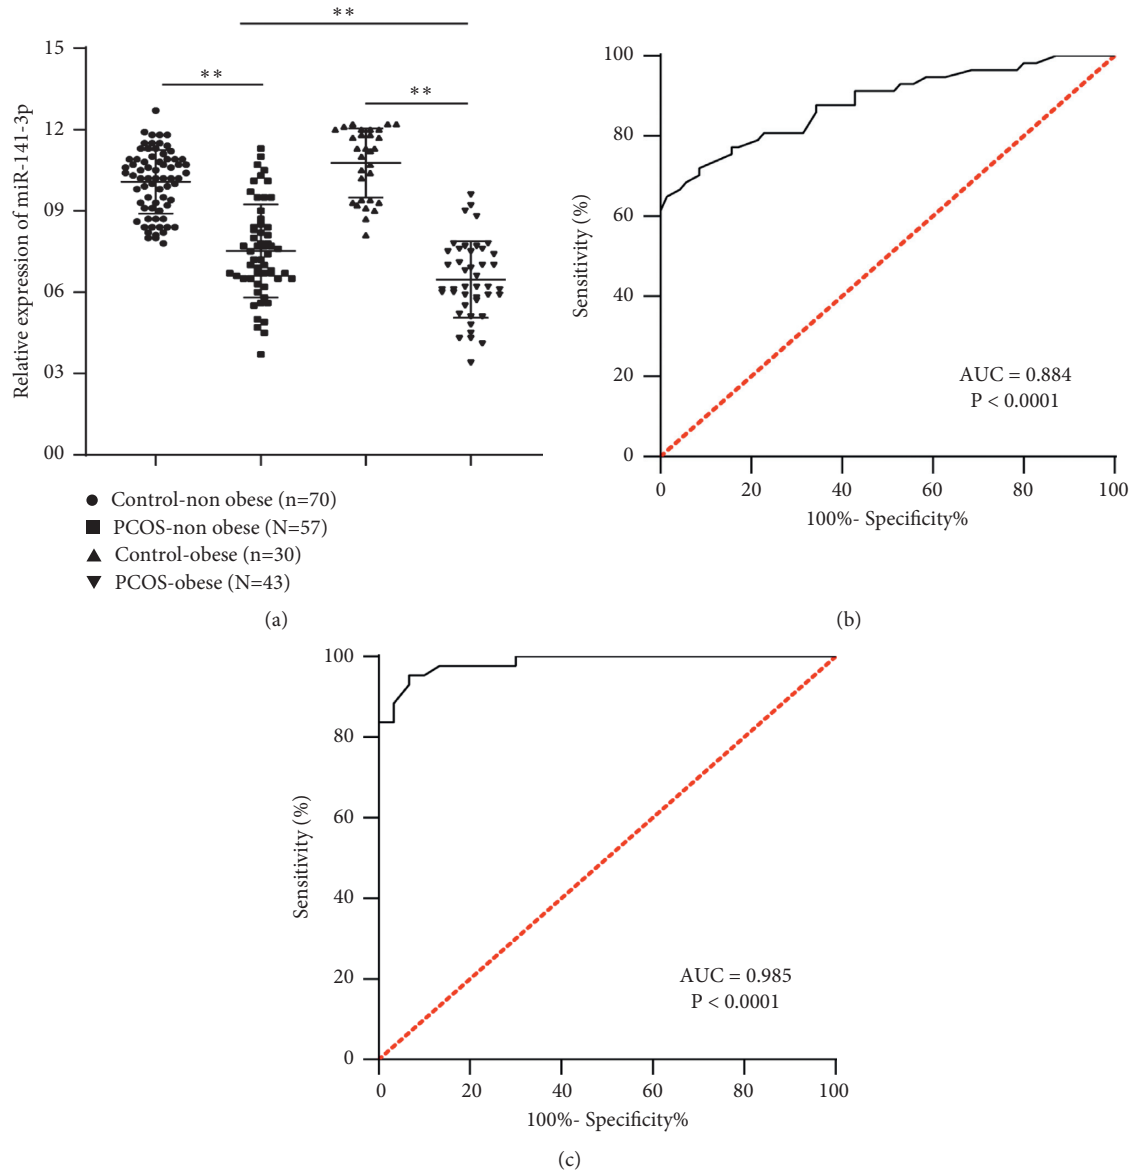 **
**
**
15
12
09
06
03
00
Relative expression of miR-141-3p
Control-non obese (n=70)
PCOS-non obese (N=57)
Control-obese (n=30)
PCOS-obese (N=43)
(a)
100
80
60
40
20
0
Sensitivity (%)
AUC = 0.884
P < 0.0001
0 20 40 60 80 100
100%- Specificity%
(b)
100
80
60
40
20
0
Sensitivity (%)
AUC = 0.985
P < 0.0001
0 20 40 60 80 100
100%- Specificity%
(c)